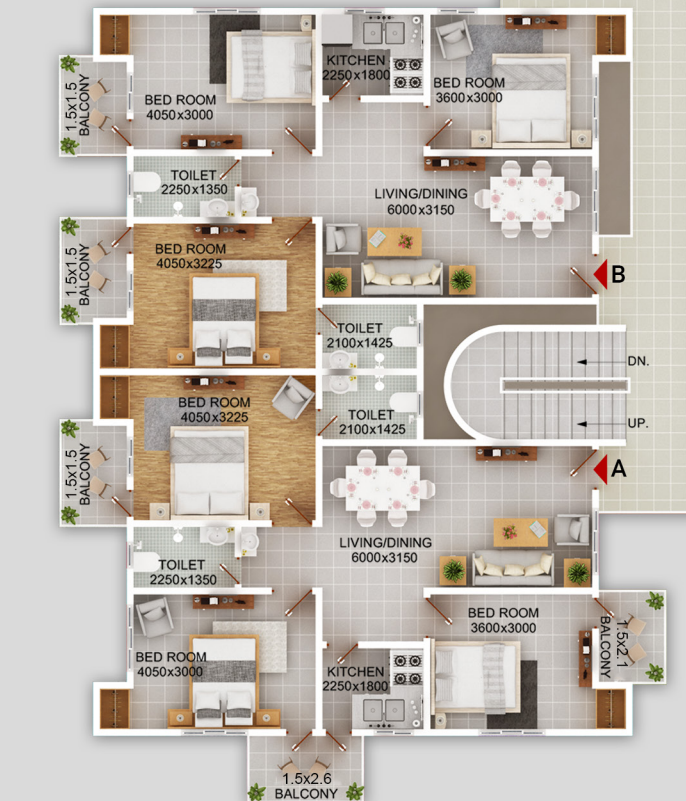 KITCHEN
2250x1800
BED ROOM
3600x3000
BED ROOM
4050x3000
1.5x1.5
BALCONY
TOILET
2250x1350
LIVING/DINING
6000x3150
BED ROOM
4050x3225
1.5x1.5
BALCONY
B
TOILET
2100x1425
DN.
BED ROOM
4050x3225
TOILET
2100x1425
UP.
1.5x1.5
BALCONY
A
LIVING/DINING
6000x3150
TOILET
2250x1350
BED ROOM
3600x3000
1.5x2.1
BALCONY
BED ROOM
4050x3000
KITCHEN
2250x1800
1.5x2.6
BALCONY